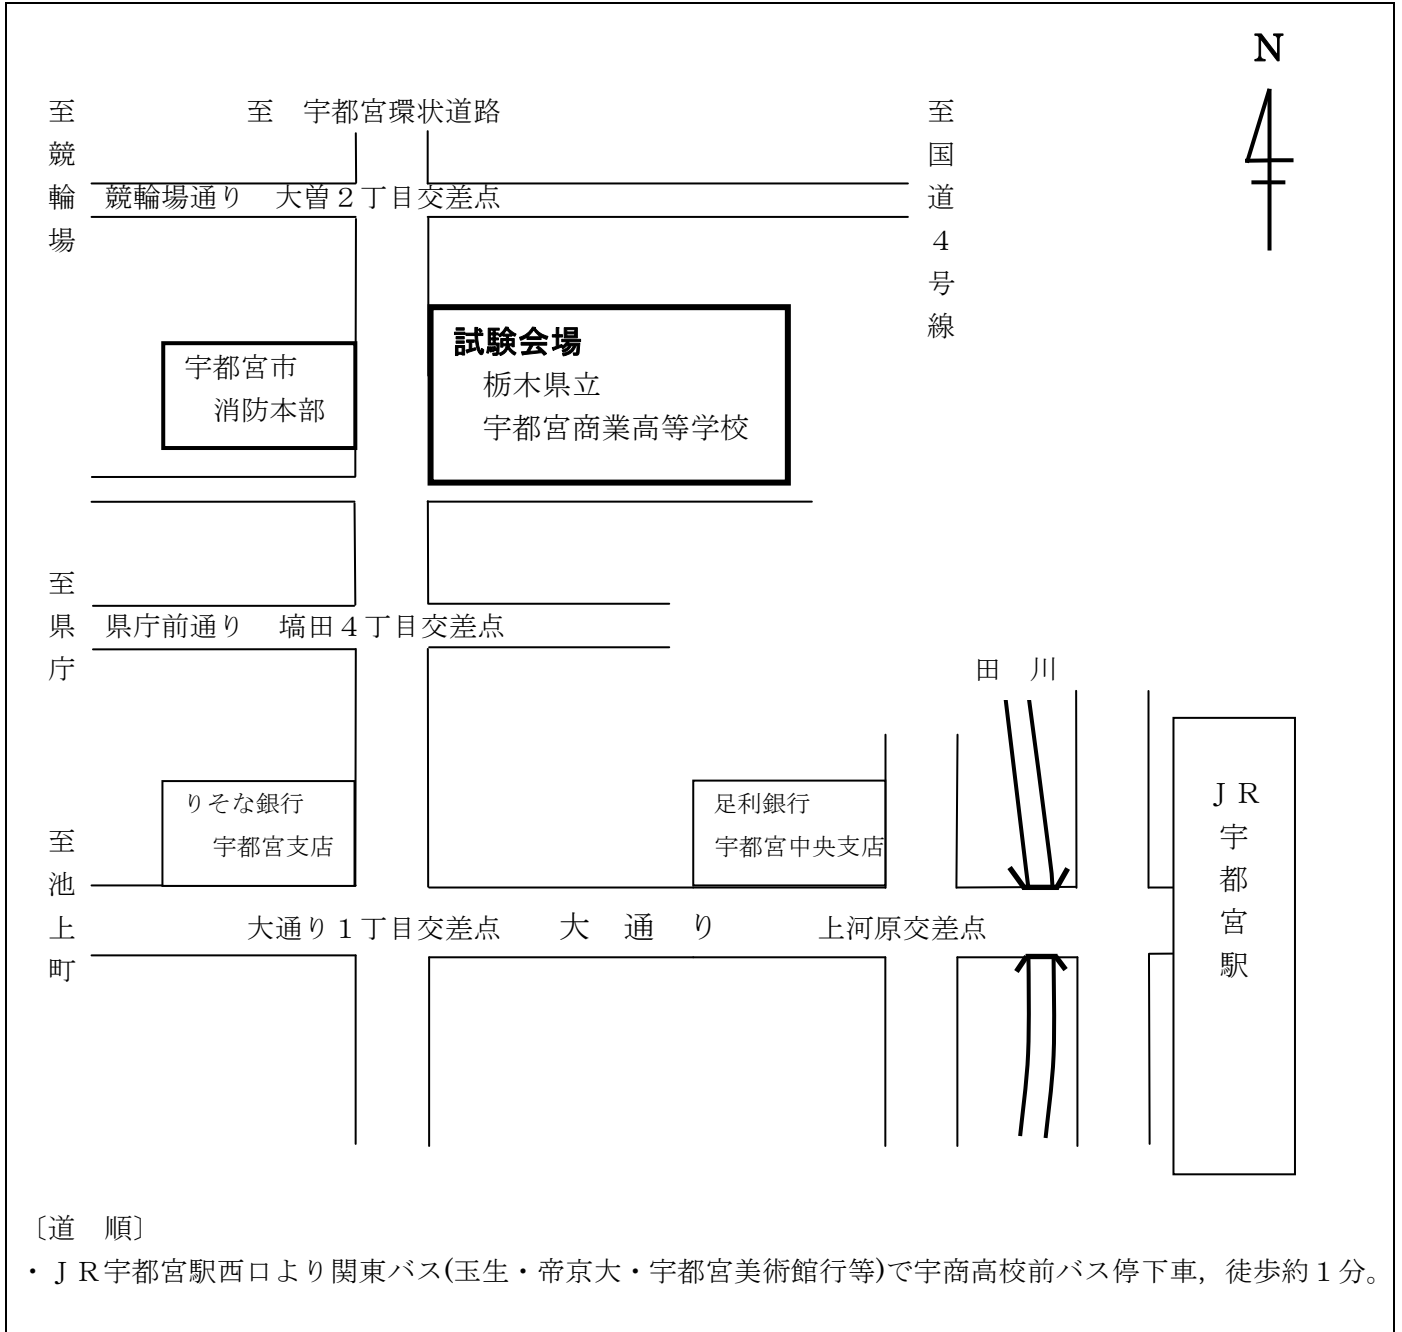 N
至競輪場
至　宇都宮環状道路
至国道４号線
競輪場通り　大曽２丁目交差点
試験会場
栃木県立
宇都宮商業高等学校
宇都宮市
消防本部
至県庁
県庁前通り　塙田４丁目交差点
田　川
りそな銀行
宇都宮支店
足利銀行
宇都宮中央支店
ＪＲ宇都宮駅
至池上町
大通り１丁目交差点　大　通　り　上河原交差点
〔道　順〕
・ＪＲ宇都宮駅西口より関東バス(玉生・帝京大・宇都宮美術館行等)で宇商高校前バス停下車，徒歩約１分。